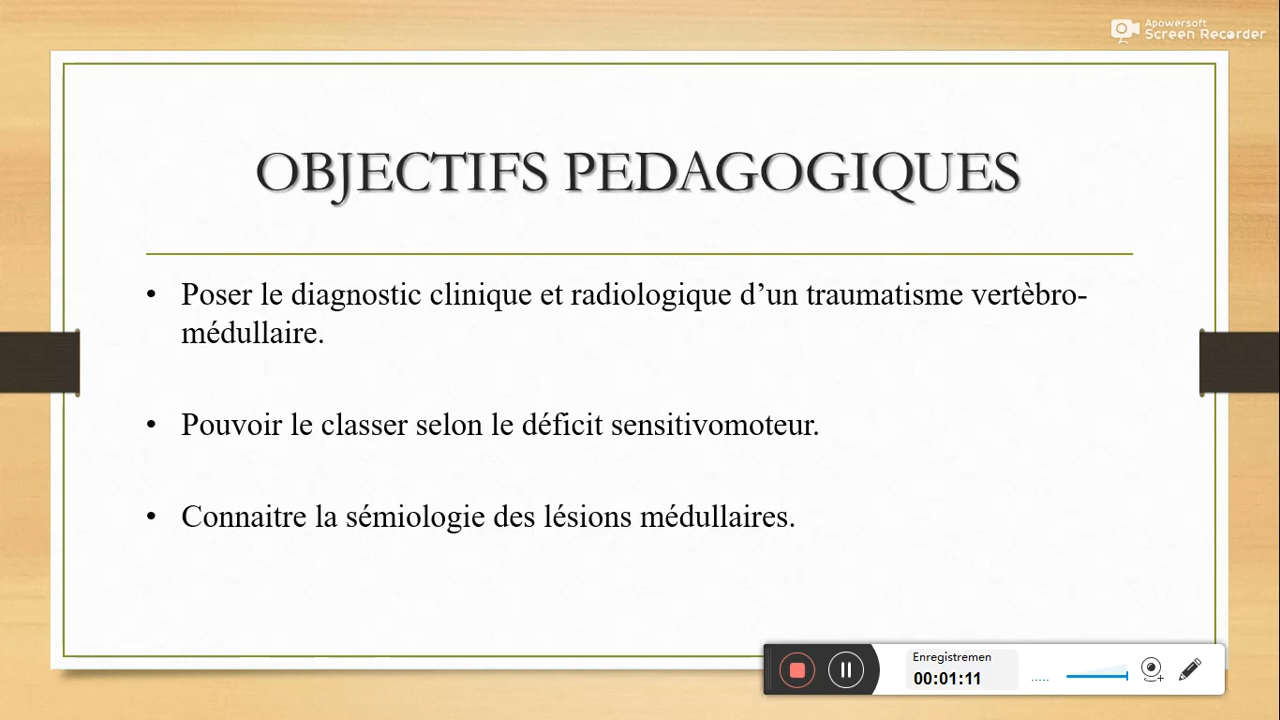 Apowersoft
Screen Recorder
OBJECTIFS PEDAGOGIQUES
• Poser le diagnostic clinique et radiologique d’un traumatisme vertèbro-
médullaire.
• Pouvoir le classer selon le déficit sensitivomoteur.
• Connaitre la sémiologie des lésions médullaires.
Enregistremen
00:01:11